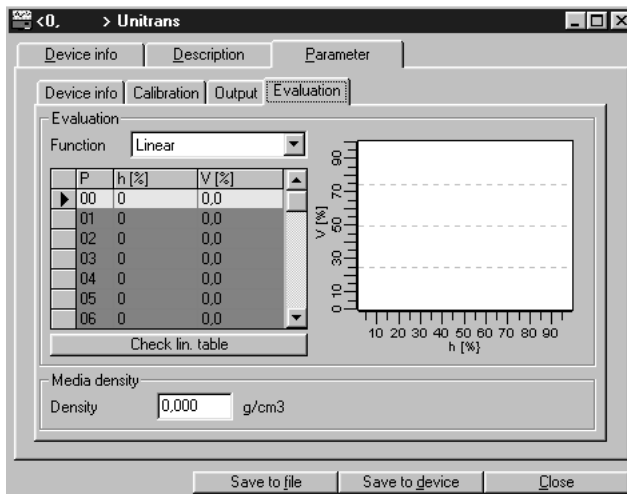 <0, > Unitrans
Device info Description Parameter
Device info Calibration Output Evaluation
Evaluation
Function Linear
P h [%] V [%]
00 0 0,0
01 0 0,0
02 0 0,0
03 0 0,0
04 0 0,0
05 0 0,0
06 0 0,0
Check lin. table
V [%]
90
70
50
30
10
0
10 20 30 40 50 60 70 80 90
h [%}
Media density
Density 0,000 g/cm3
Save to file Save to device Close